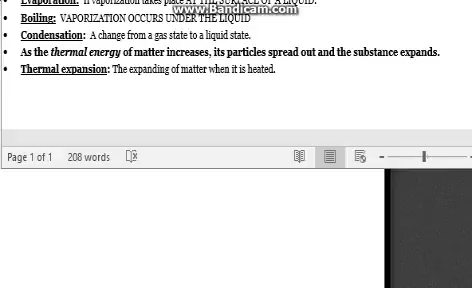 Evaporation: If vaporization takes place AT THE SURFACE OF A LIQUID.
www.Bandicam.com
Boiling: VAPORIZATION OCCURS UNDER THE LIQUID
Condensation: A change from a gas state to a liquid state.
As the thermal energy of matter increases, its particles spread out and the substance expands.
Thermal expansion: The expanding of matter when it is heated.
Page 1 of 1 208 words